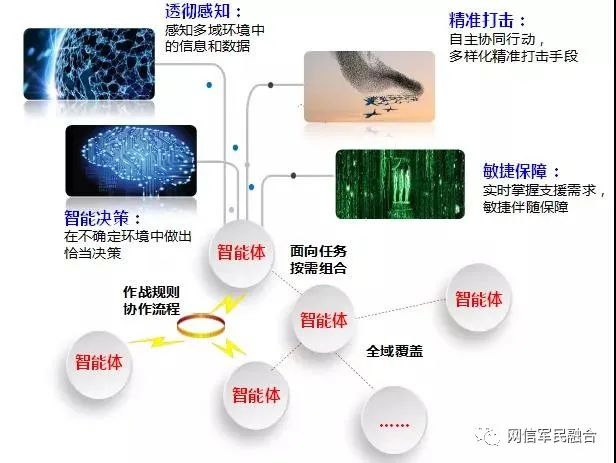 透彻感知：
感知多域环境中
的信息和数据
精准打击：
自主协同行动，
多样化精准打击手段
智能决策：
在不确定环境中做出
恰当决策
敏捷保障：
实时掌握支援需求，
敏捷伴随保障
智能体
面向任务
按需组合
作战规则
协作流程
智能体
智能体
智能体
全域覆盖
智能体
……
网信军民融合